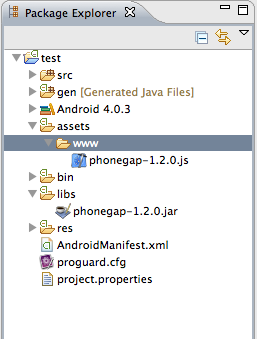 Package Explorer
test
src
gen [Generated Java Files]
Android 4.0.3
assets
www
phonegap-1.2.0.js
bin
libs
phonegap-1.2.0.jar
res
AndroidManifest.xml
proguard.cfg
project.properties